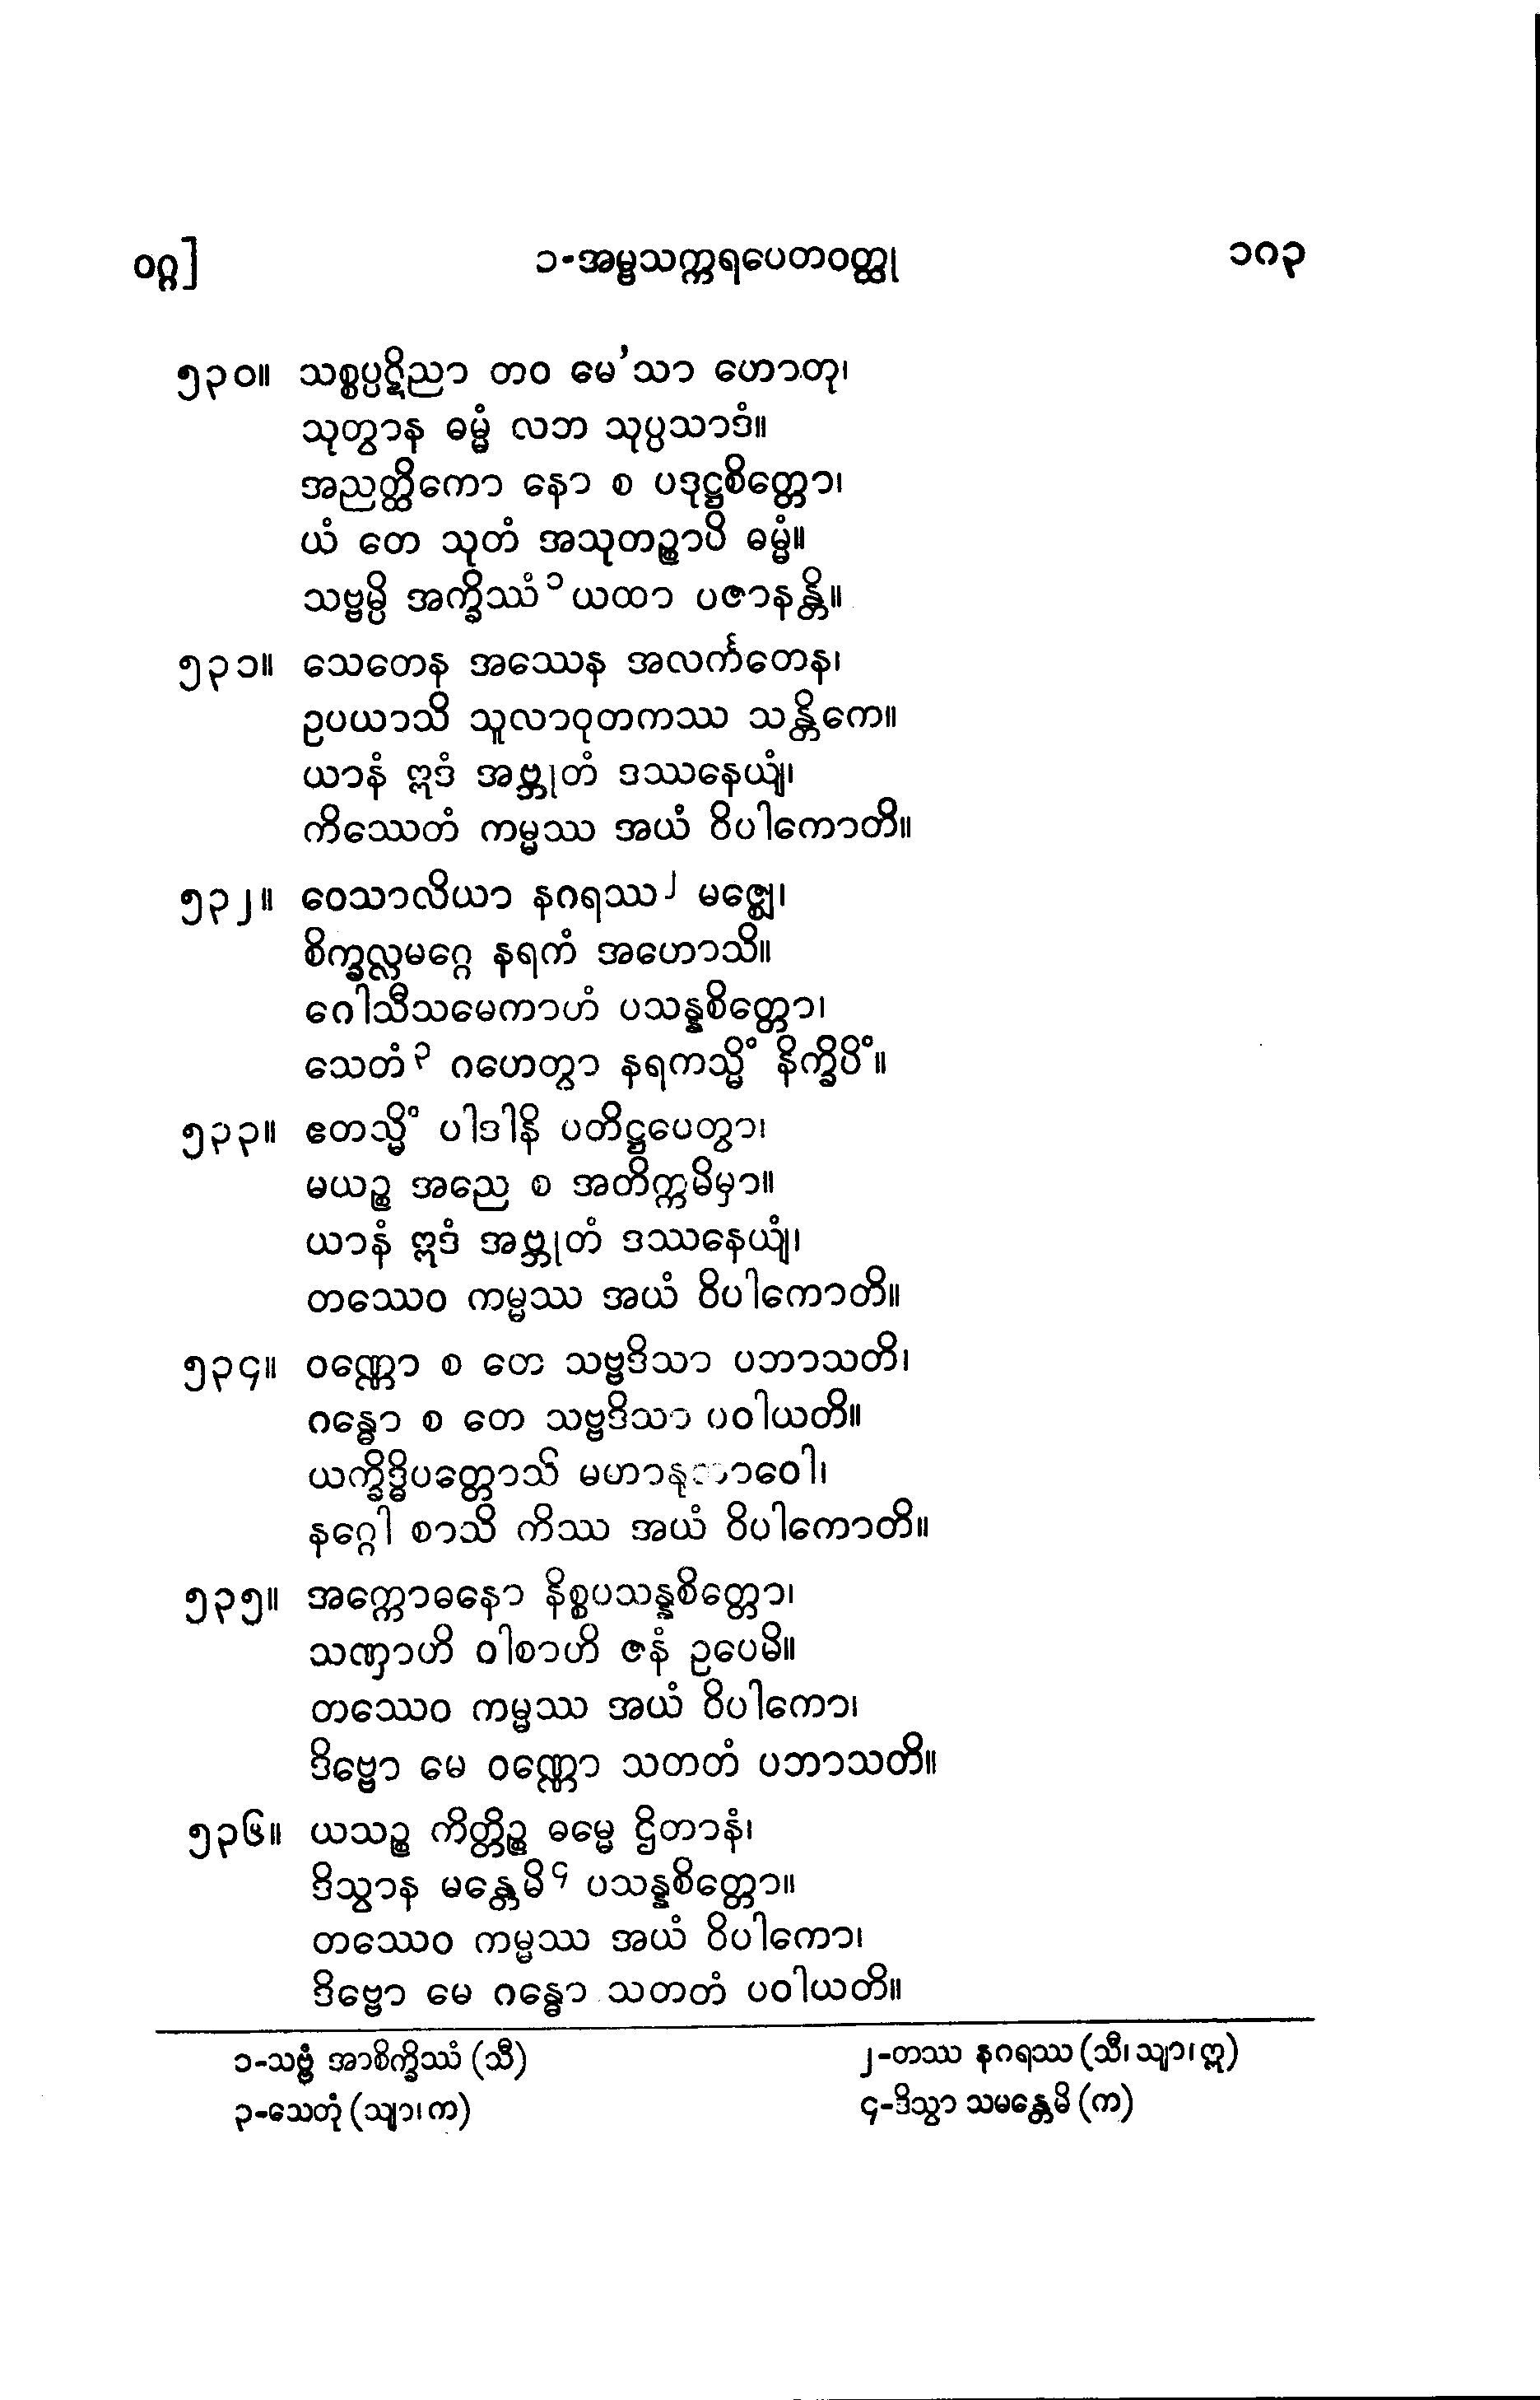 ဝဂ္ဂ] ၁-အမ္ဗသက္ကရပေတဝတ္ထု ၁၈၃
၅၃၀။ သစ္စပ္ပဋိညာ တဝ မေ'သာ ဟောတု၊
သုတွာန ဓမ္မံ လဘ သုပ္ပသာဒံ။
အညတ္ထိကော နော စ ပဒုဋ္ဌစိတ္တော၊
ယံ တေ သုတံ အသုတဉ္စာပိ ဓမ္မံ။
သဗ္ဗမ္ပိ အက္ခိဿံ၁ ယထာ ပဇာနန္တိ။
၅၃၁။ သေတေန အဿေန အလင်္ကတေန၊
ဥပယာသိ သူလာဝုတကဿ သန္တိကေ။
ယာနံ ဣဒံ အဗ္ဘုတံ ဒဿနေယျံ၊
ကိဿေတံ ကမ္မဿ အယံ ဝိပါကောတိ။
၅၃၂။ ဝေသာလိယာ နဂရဿ၂ မဇ္ဈေ၊
စိက္ခလ္လမဂ္ဂေ နရကံ အဟောသိ။
ဂေါသီသမေကာဟံ ပသန္နစိတ္တော၊
သေတံ၃ ဂဟေတွာ နရကသ္မိံ နိက္ခိပိံ။
၅၃၃။ ဧတသ္မိံ ပါဒါနိ ပတိဋ္ဌပေတွာ၊
မယဉ္စ အညေ စ အတိက္ကမိမှာ။
ယာနံ ဣဒံ အဗ္ဘုတံ ဒဿနေယျံ၊
တဿေဝ ကမ္မဿ အယံ ဝိပါကောတိ။
၅၃၄။ ဝဏ္ဏော စ တေ သဗ္ဗဒိသာ ပဘာသတိ၊
ဂန္ဓော စ တေ သဗ္ဗဒိသာ ပဝါယတိ။
ယက္ခိဒ္ဓိပတ္တောသိ မဟာနုဘာဝေါ၊
နဂ္ဂေါ စာသိ ကိဿ အယံ ဝိပါကောတိ။
၅၃၅။ အက္ကောဓနော နိစ္စပသန္နစိတ္တော၊
သဏှာဟိ ဝါစာဟိ ဇနံ ဥပေမိ။
တဿေဝ ကမ္မဿ အယံ ဝိပါကော၊
ဒိဗ္ဗော မေ ဝဏ္ဏော သတတံ ပဘာသတိ။
၅၃၆။ ယသဉ္စ ကိတ္တိဉ္စ ဓမ္မေ ဌိတာနံ၊
ဒိသွာန မန္တေမိ၄ ပသန္နစိတ္တော။
တဿေဝ ကမ္မဿ အယံ ဝိပါကော၊
ဒိဗ္ဗော မေ ဂန္ဓော သတတံ ပဝါယတိ။
၁-သဗ္ဗံ အာစိက္ခိဿံ (သီ) ၂-တဿ နဂရဿ (သီ၊ သျာ၊ ဣ)
၃-သေတုံ (သျာ၊ က) ၄-ဒိသွာ သမန္တေမိ (က)